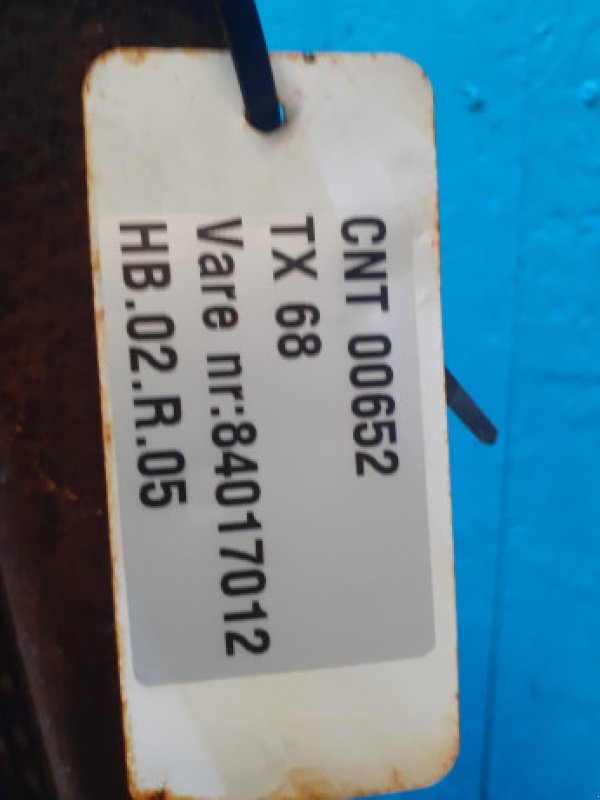 CNT 00652
TX 68
Vare nr:84017012
HB.02.R.05